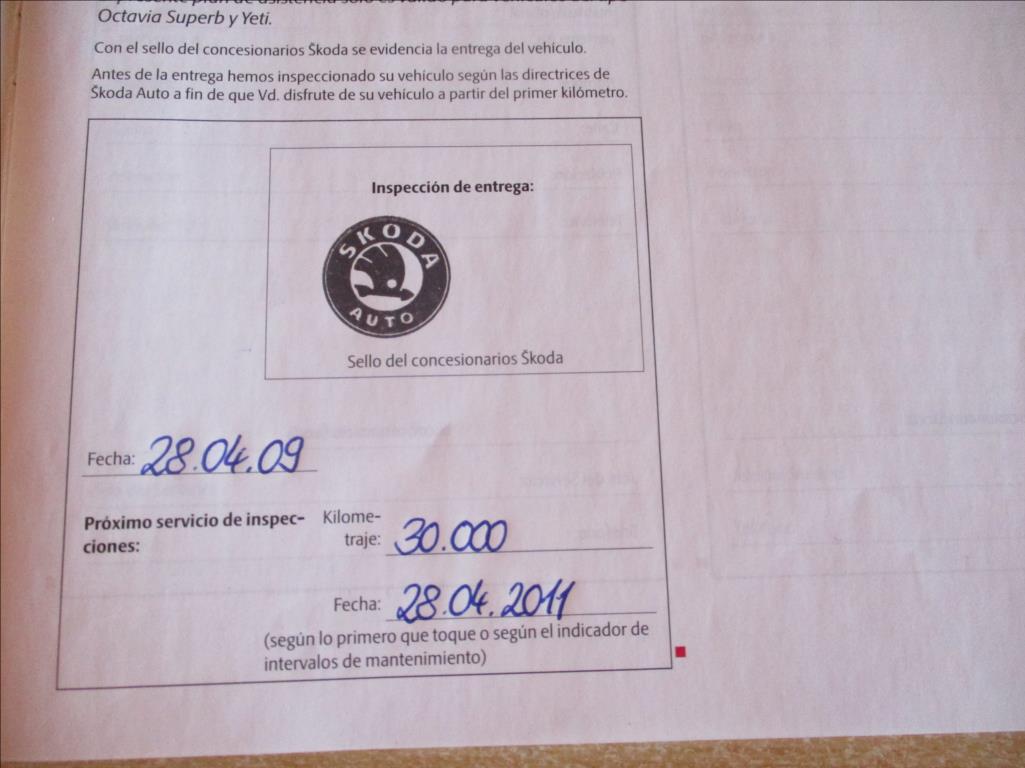 Octavia Superb y Yeti.
Con el sello del concesionarios Škoda se evidencia la entrega del vehículo.
Antes de la entrega hemos inspeccionado su vehículo según las directrices de
Škoda Auto a fin de que Vd. disfrute de su vehículo a partir del primer kilómetro.
Inspección de entrega:
ŠKODA
AUTO
Sello del concesionarios Škoda
Fecha: 28.04.09
Próximo servicio de inspec- Kilome-
ciones: traje: 30.000
Fecha: 28.04.2011
(según lo primero que toque o según el indicador de
intervalos de mantenimiento)